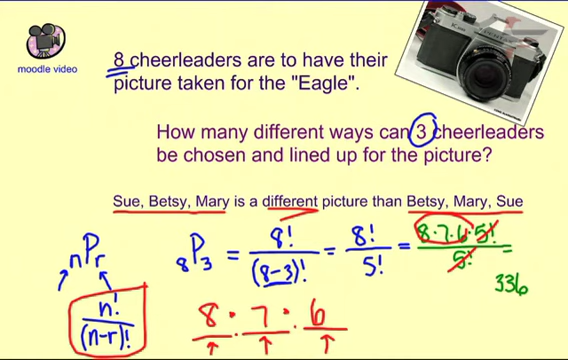 moodle video
8 cheerleaders are to have their
picture taken for the "Eagle".
How many different ways can 3 cheerleaders
be chosen and lined up for the picture?
Sue, Betsy, Mary is a different picture than Betsy, Mary, Sue
nPr
n!
(n-r)!
8P3 = 8!/(8-3)! = 8!/5! = 8·7·6·5!/5! =
336
8 · 7 · 6